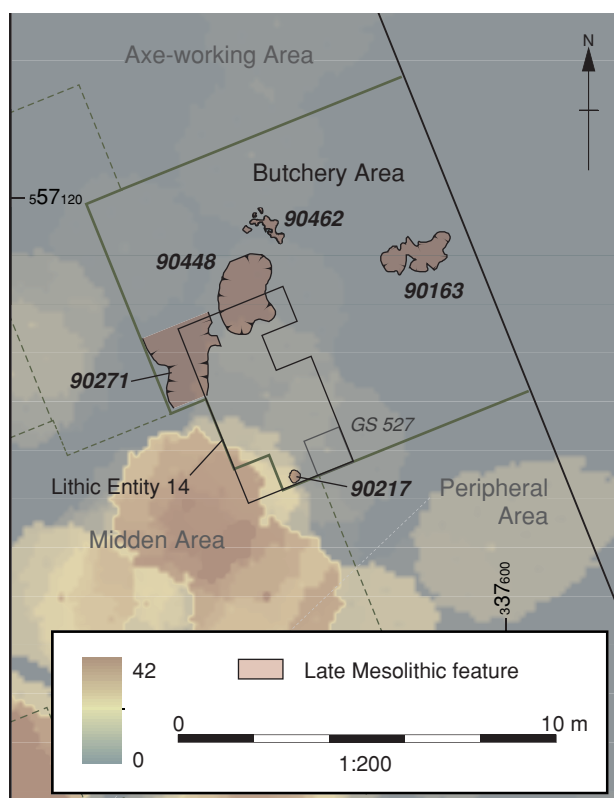 Axe-working Area
N
Butchery Area
557120
90462
90448
90163
90271
GS 527
Lithic Entity 14
90217
Peripheral
Area
Midden Area
337600
42
0
Late Mesolithic feature
0
10 m
1:200